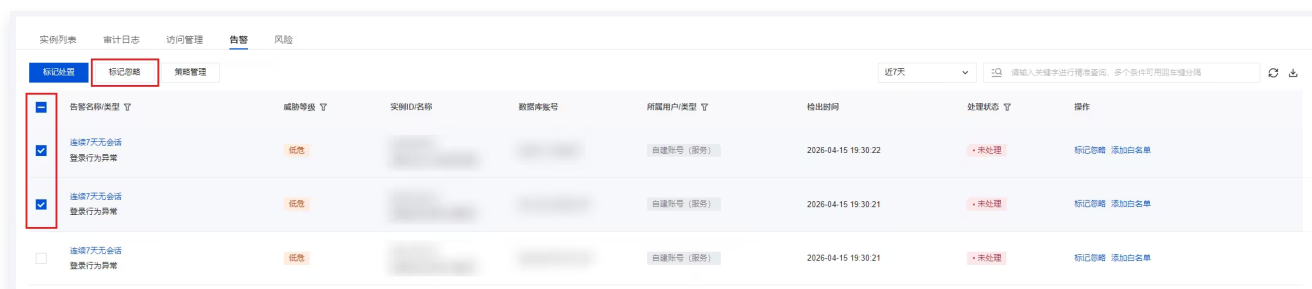 实例列表 审计日志 访问管理 告警 风险
标记处置 标记忽略 策略管理 近7天 请输入关键字进行精准查询，多个条件可用回车键分隔
告警名称/类型 威胁等级 实例ID/名称 数据库账号 所属用户/类型 检出时间 处理状态 操作
连续7天无会话
登录行为异常 低危 自建账号（服务） 2026-04-15 19:30:22 未处理 标记忽略 添加白名单
连续7天无会话
登录行为异常 低危 自建账号（服务） 2026-04-15 19:30:21 未处理 标记忽略 添加白名单
连续7天无会话
登录行为异常 低危 自建账号（服务） 2026-04-15 19:30:21 未处理 标记忽略 添加白名单